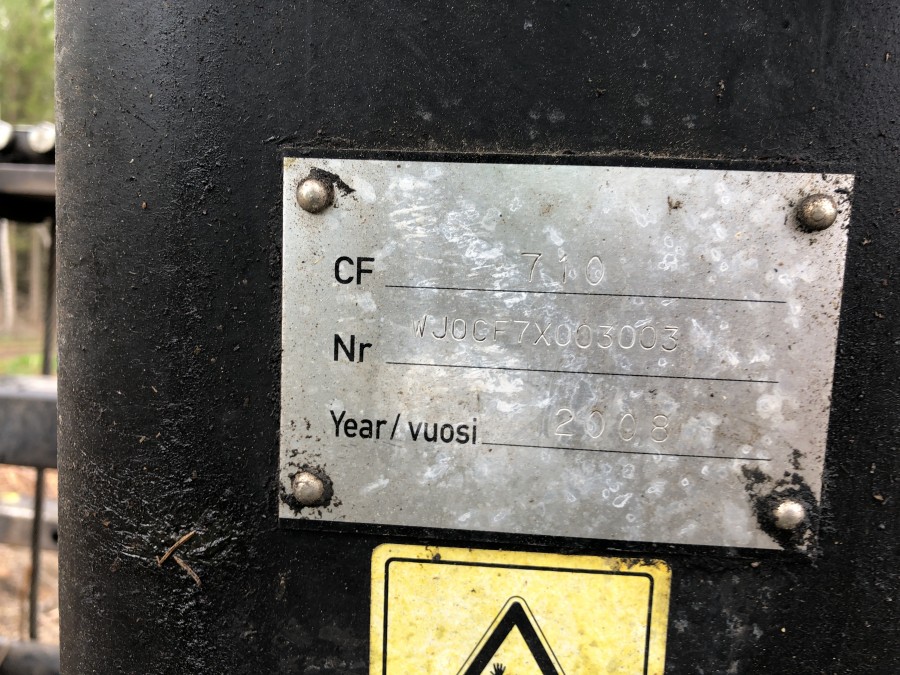 CF 710
Nr WJ0CF7X003003
Year/vuosi 2008